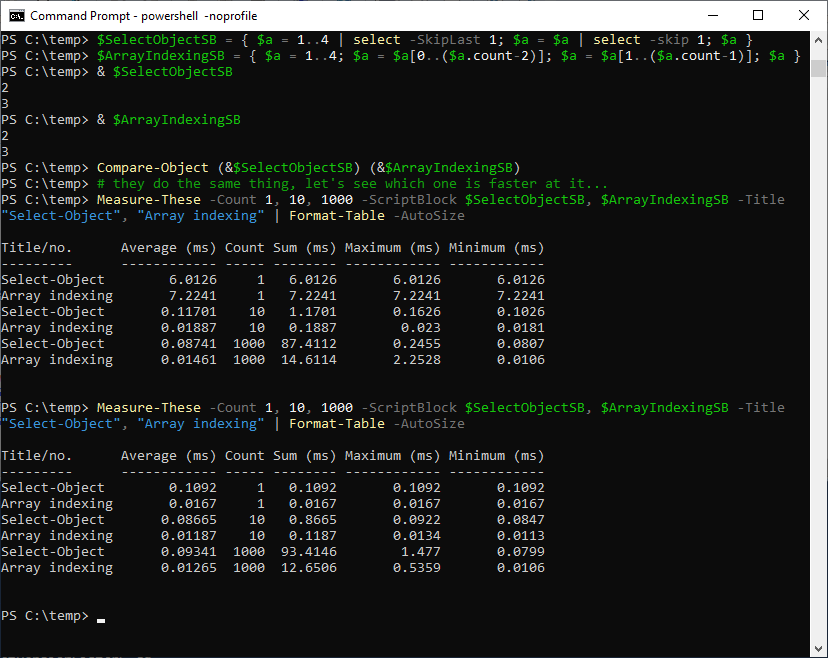 Command Prompt - powershell -noprofile
PS C:\temp> $SelectObjectSB = { $a = 1..4 | select -SkipLast 1; $a = $a | select -skip 1; $a }
PS C:\temp> $ArrayIndexingSB = { $a = 1..4; $a = $a[0..($a.count-2)]; $a = $a[1..($a.count-1)]; $a }
PS C:\temp> & $SelectObjectSB
2
3
PS C:\temp> & $ArrayIndexingSB
2
3
PS C:\temp> Compare-Object (&$SelectObjectSB) (&$ArrayIndexingSB)
PS C:\temp> # they do the same thing, let's see which one is faster at it...
PS C:\temp> Measure-These -Count 1, 10, 1000 -ScriptBlock $SelectObjectSB, $ArrayIndexingSB -Title
"Select-Object", "Array indexing" | Format-Table -AutoSize
Title/no.      Average (ms) Count Sum (ms) Maximum (ms) Minimum (ms)
---------      ------------ ----- -------- ------------ ------------
Select-Object        6.0126     1   6.0126       6.0126       6.0126
Array indexing       7.2241     1   7.2241       7.2241       7.2241
Select-Object       0.11701    10   1.1701       0.1626       0.1026
Array indexing      0.01887    10   0.1887        0.023       0.0181
Select-Object       0.08741  1000  87.4112       0.2455       0.0807
Array indexing      0.01461  1000  14.6114       2.2528       0.0106
PS C:\temp> Measure-These -Count 1, 10, 1000 -ScriptBlock $SelectObjectSB, $ArrayIndexingSB -Title
"Select-Object", "Array indexing" | Format-Table -AutoSize
Title/no.      Average (ms) Count Sum (ms) Maximum (ms) Minimum (ms)
---------      ------------ ----- -------- ------------ ------------
Select-Object        0.1092     1   0.1092       0.1092       0.1092
Array indexing       0.0167     1   0.0167       0.0167       0.0167
Select-Object       0.08665    10   0.8665       0.0922       0.0847
Array indexing      0.01187    10   0.1187       0.0134       0.0113
Select-Object       0.09341  1000  93.4146        1.477       0.0799
Array indexing      0.01265  1000  12.6506       0.5359       0.0106
PS C:\temp>